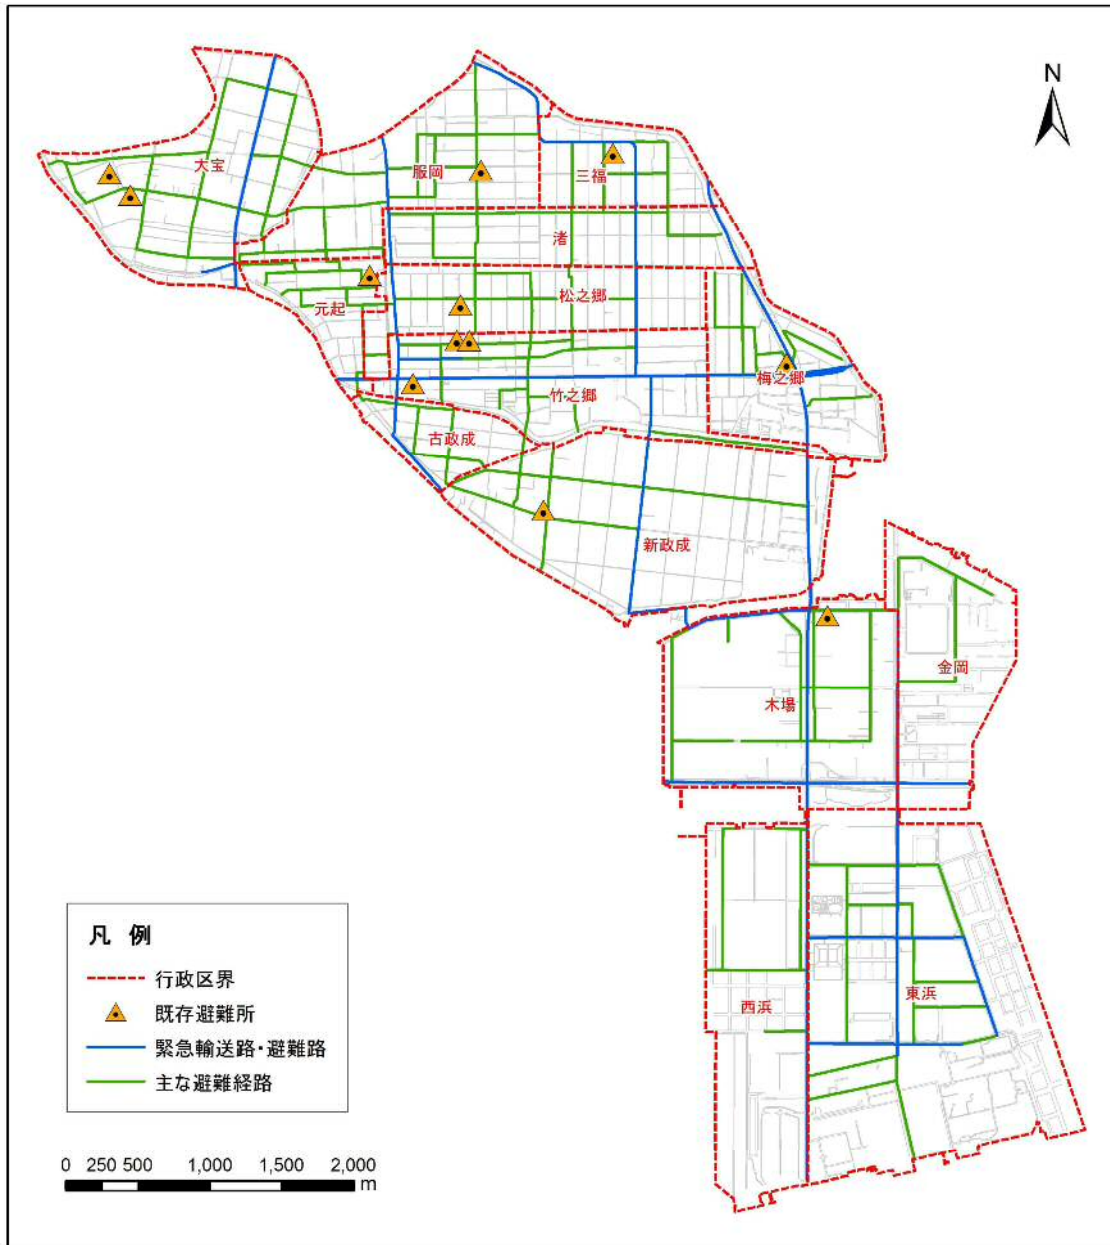 N
大宝
服岡
三福
渚
松之郷
元起
梅之郷
竹之郷
古政成
新政成
金岡
木場
西浜
東浜
凡 例
行政区界
既存避難所
緊急輸送路・避難路
主な避難経路
0 250 500 1,000 1,500 2,000
m